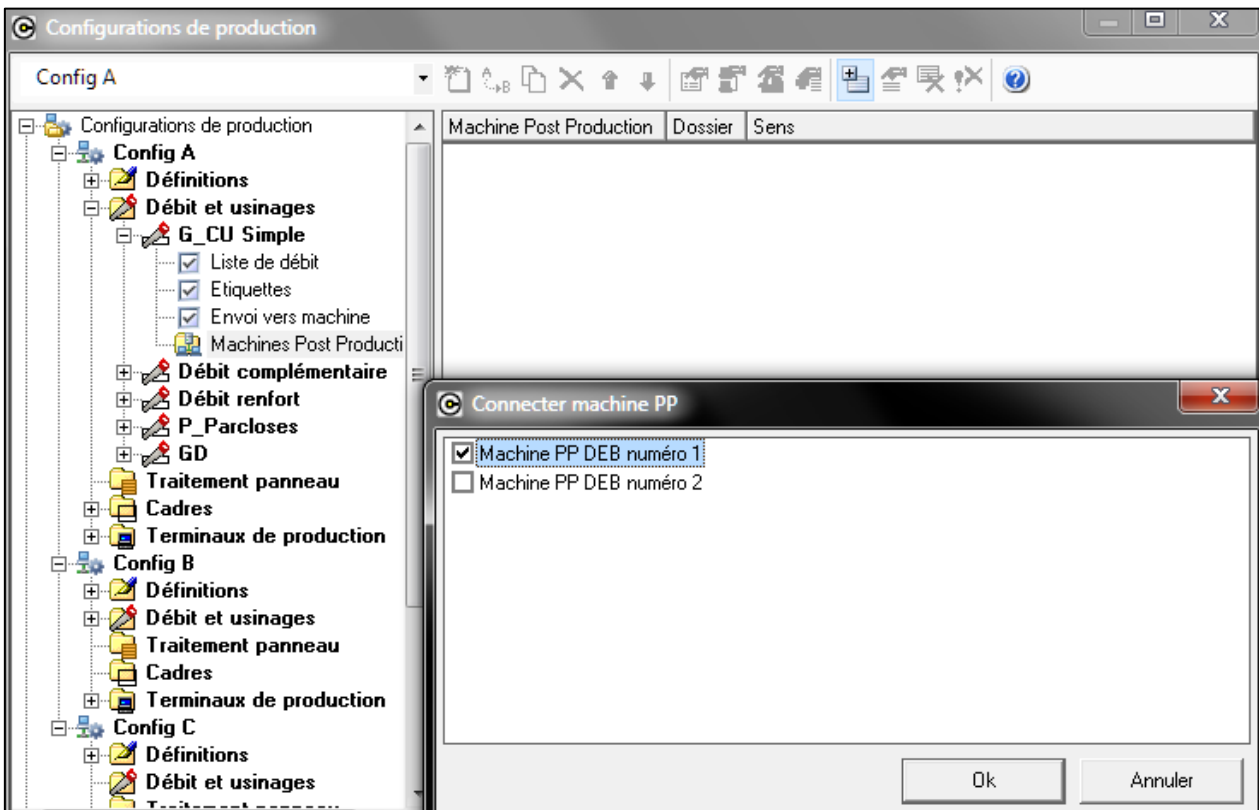 Configurations de production
Config A
Machine Post Production Dossier Sens
Configurations de production
Config A
Définitions
Débit et usinages
G_CU Simple
Liste de débit
Etiquettes
Envoi vers machine
Machines Post Producti
Débit complémentaire
Débit renfort
P_Parcloses
GD
Traitement panneau
Cadres
Terminaux de production
Config B
Définitions
Débit et usinages
Traitement panneau
Cadres
Terminaux de production
Config C
Définitions
Débit et usinages
Connecter machine PP
Machine PP DEB numéro 1
Machine PP DEB numéro 2
Ok Annuler